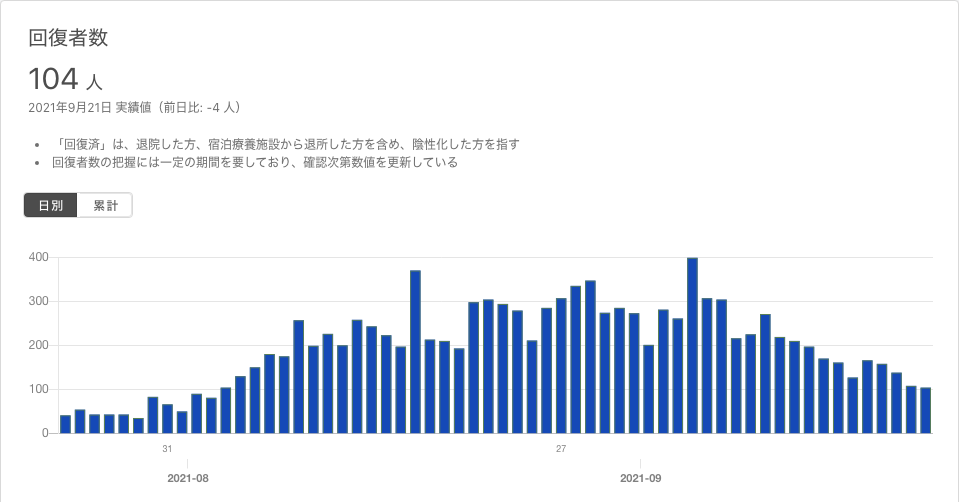 回復者数
104 人
2021年9月21日 実績値（前日比: -4 人）
• 「回復済」は、退院した方、宿泊療養施設から退所した方を含め、陰性化した方を指す
• 回復者数の把握には一定の期間を要しており、確認次第数値を更新している
日別 累計
400
300
200
100
0
31 27
2021-08 2021-09